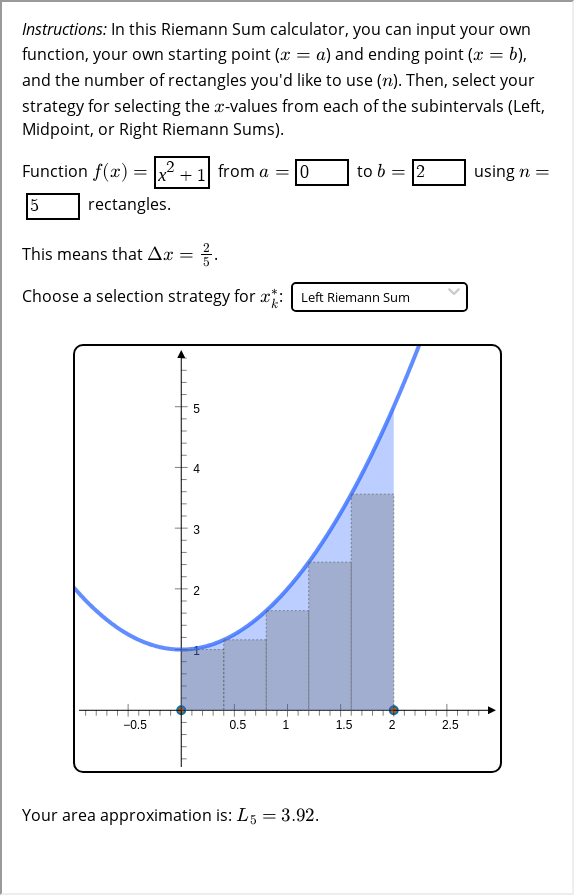 Instructions: In this Riemann Sum calculator, you can input your own
function, your own starting point (x = a) and ending point (x = b),
and the number of rectangles you'd like to use (n). Then, select your
strategy for selecting the x-values from each of the subintervals (Left,
Midpoint, or Right Riemann Sums).
Function f(x) = x² + 1 from a = 0 to b = 2 using n =
5 rectangles.
This means that Δx = 2/5.
Choose a selection strategy for x*ₖ: Left Riemann Sum
5
4
3
2
1
−0.5 0.5 1 1.5 2 2.5
Your area approximation is: L₅ = 3.92.